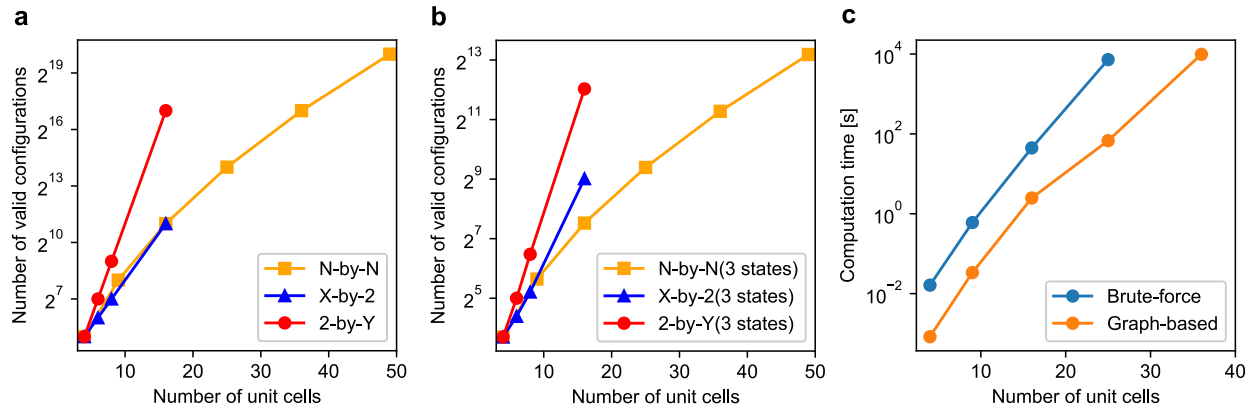 a
Number of valid configurations
2^19
2^16
2^13
2^10
2^7
10 20 30 40 50
Number of unit cells
N-by-N
X-by-2
2-by-Y
b
Number of valid configurations
2^13
2^11
2^9
2^7
2^5
10 20 30 40 50
Number of unit cells
N-by-N(3 states)
X-by-2(3 states)
2-by-Y(3 states)
c
Computation time [s]
10^4
10^2
10^0
10^−2
10 20 30 40
Number of unit cells
Brute-force
Graph-based